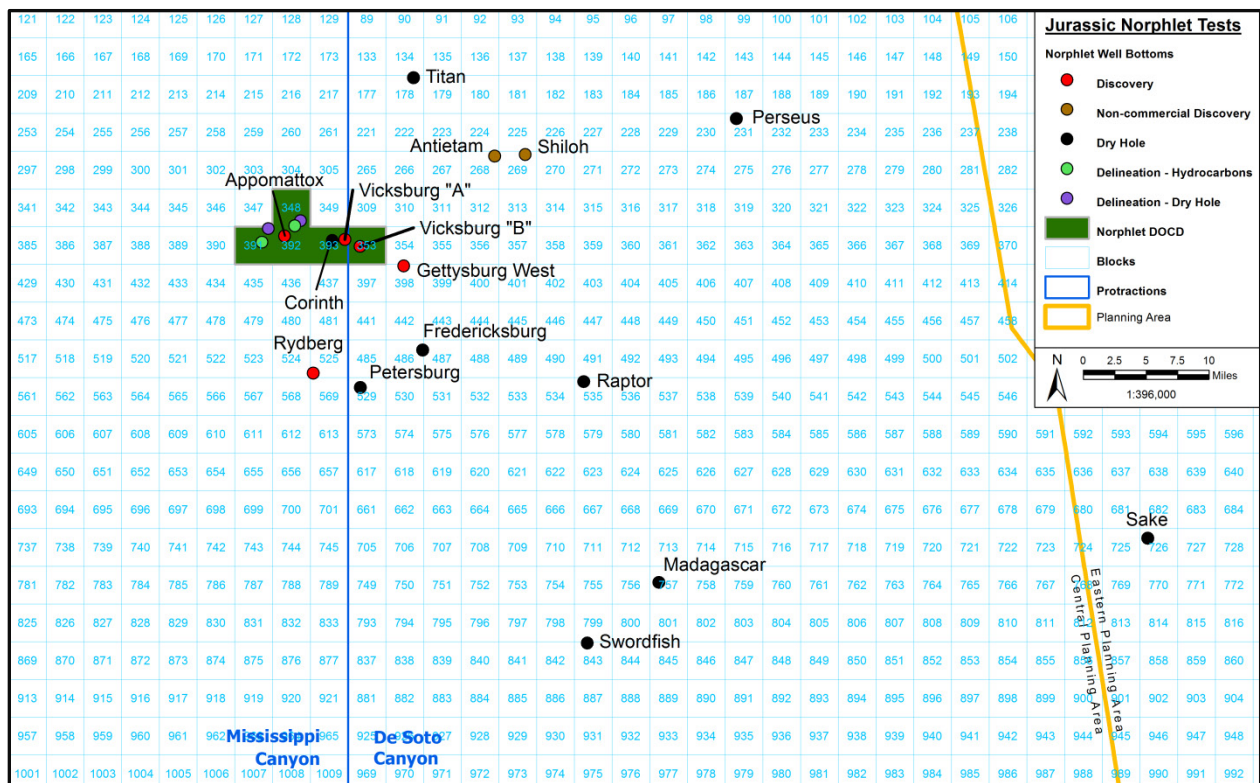 121 122 123 124 125 126 127 128 129 89 90 91 92 93 94 95 96 97 98 99 100 101 102 103 104 105 106
165 166 167 168 169 170 171 172 173 133 134 135 136 137 138 139 140 141 142 143 144 145 146 147 148 149 150
Titan
209 210 211 212 213 214 215 216 217 177 178 179 180 181 182 183 184 185 186 187 188 189 190 191 192 193 194
Perseus
253 254 255 256 257 258 259 260 261 221 222 223 224 225 226 227 228 229 230 231 232 233 234 235 236 237 238
Antietam
Shiloh
297 298 299 300 301 302 303 304 305 265 266 267 268 269 270 271 272 273 274 275 276 277 278 279 280 281 282
Appomattox
Vicksburg "A"
341 342 343 344 345 346 347 348 349 309 310 311 312 313 314 315 316 317 318 319 320 321 322 323 324 325 326
Vicksburg "B"
385 386 387 388 389 390 391 392 393 353 354 355 356 357 358 359 360 361 362 363 364 365 366 367 368 369 370
Gettysburg West
429 430 431 432 433 434 435 436 437 397 398 399 400 401 402 403 404 405 406 407 408 409 410 411 412 413 414
Corinth
473 474 475 476 477 478 479 480 481 441 442 443 444 445 446 447 448 449 450 451 452 453 454 455 456 457 458
Fredericksburg
Rydberg
517 518 519 520 521 522 523 524 525 485 486 487 488 489 490 491 492 493 494 495 496 497 498 499 500 501 502
Petersburg
Raptor
561 562 563 564 565 566 567 568 569 529 530 531 532 533 534 535 536 537 538 539 540 541 542 543 544 545 546
605 606 607 608 609 610 611 612 613 573 574 575 576 577 578 579 580 581 582 583 584 585 586 587 588 589 590 591 592 593 594 595 596
649 650 651 652 653 654 655 656 657 617 618 619 620 621 622 623 624 625 626 627 628 629 630 631 632 633 634 635 636 637 638 639 640
693 694 695 696 697 698 699 700 701 661 662 663 664 665 666 667 668 669 670 671 672 673 674 675 676 677 678 679 680 681 682 683 684
Sake
737 738 739 740 741 742 743 744 745 705 706 707 708 709 710 711 712 713 714 715 716 717 718 719 720 721 722 723 724 725 726 727 728
Madagascar
781 782 783 784 785 786 787 788 789 749 750 751 752 753 754 755 756 757 758 759 760 761 762 763 764 765 766 767 768 769 770 771 772
825 826 827 828 829 830 831 832 833 793 794 795 796 797 798 799 800 801 802 803 804 805 806 807 808 809 810 811 813 814 815 816
Swordfish
869 870 871 872 873 874 875 876 877 837 838 839 840 841 842 843 844 845 846 847 848 849 850 851 852 853 854 855 857 858 859 860
913 914 915 916 917 918 919 920 921 881 882 883 884 885 886 887 888 889 890 891 892 893 894 895 896 897 898 899 900 901 902 903 904
957 958 959 960 961 962 965 925 927 928 929 930 931 932 933 934 935 936 937 938 939 940 941 942 943 944 945 946 947 948
1001 1002 1003 1004 1005 1006 1007 1008 1009 969 970 971 972 973 974 975 976 977 978 979 980 981 982 983 984 985 986 987 988 989 990 991 992
Mississippi
Canyon
De Soto
Canyon
Central Planning Area
Eastern Planning Area
Jurassic Norphlet Tests
Norphlet Well Bottoms
Discovery
Non-commercial Discovery
Dry Hole
Delineation - Hydrocarbons
Delineation - Dry Hole
Norphlet DOCD
Blocks
Protractions
Planning Area
N
0 2.5 5 10
Miles
1:396,000